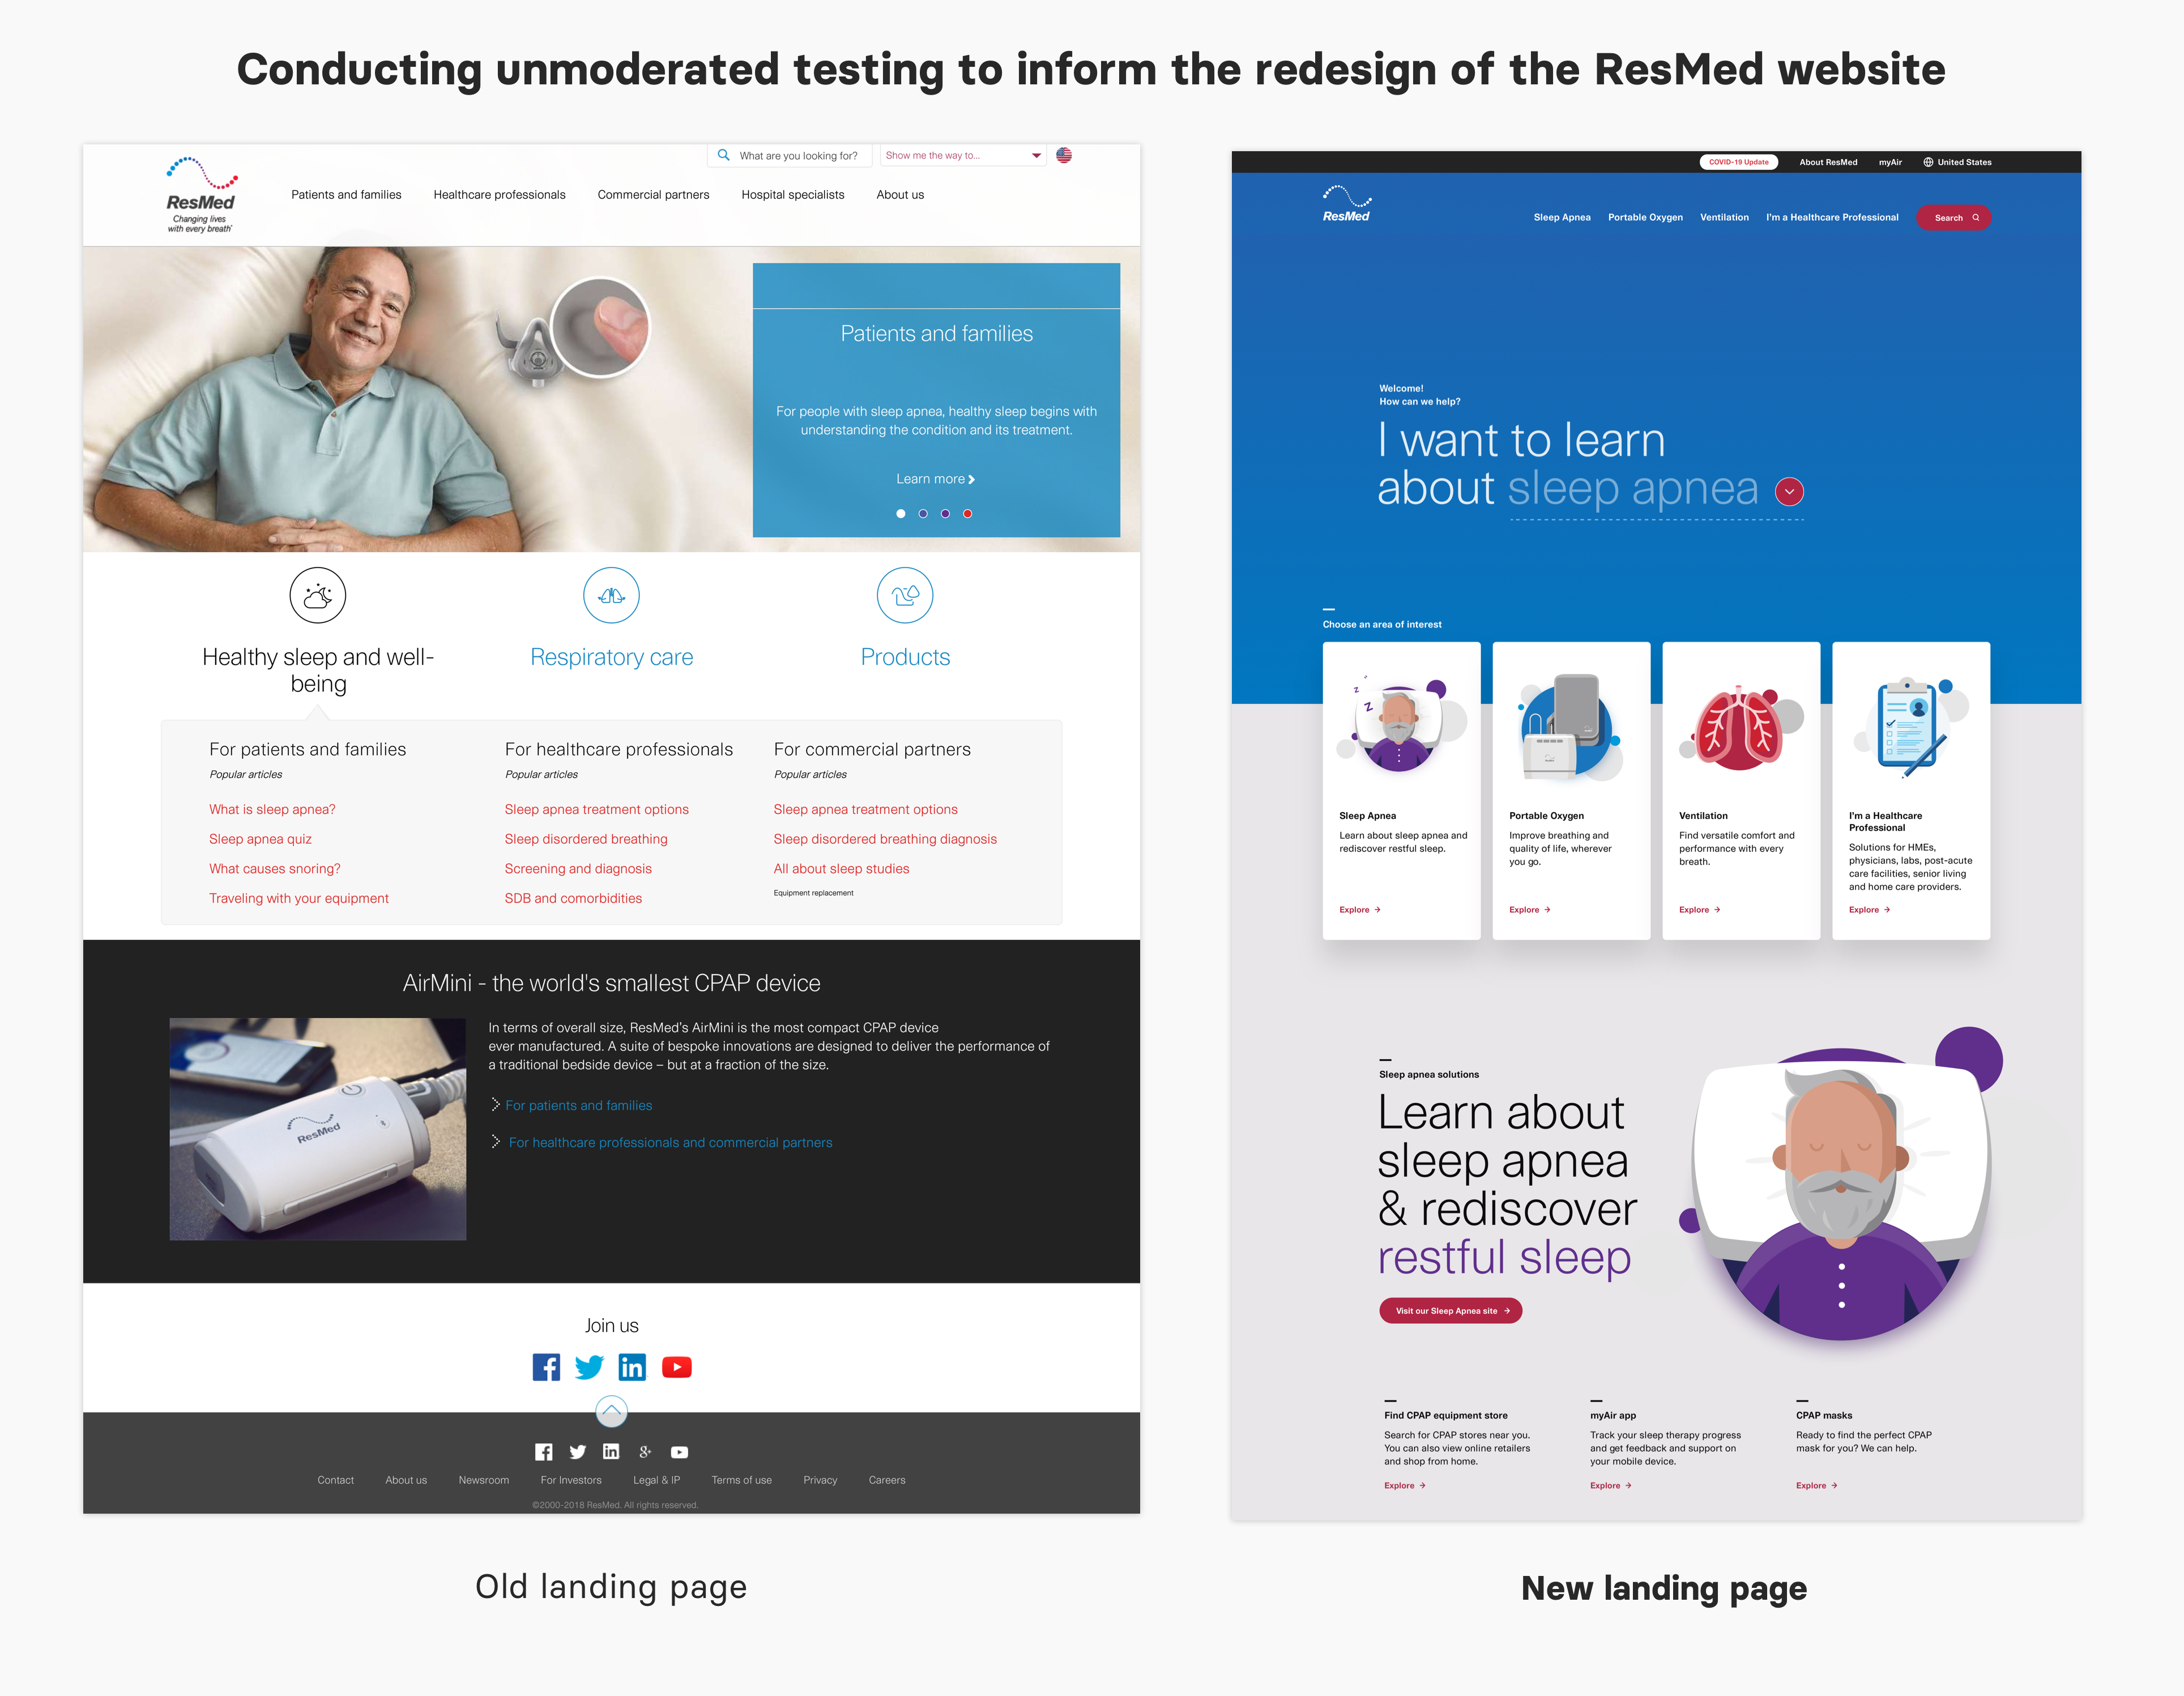 Conducting unmoderated testing to inform the redesign of the ResMed website
What are you looking for?
Show me the way to...
ResMed
Changing lives
with every breath
Patients and families
Healthcare professionals
Commercial partners
Hospital specialists
About us
Patients and families
For people with sleep apnea, healthy sleep begins with
understanding the condition and its treatment.
Learn more
Healthy sleep and well-
being
Respiratory care
Products
For patients and families
Popular articles
What is sleep apnea?
Sleep apnea quiz
What causes snoring?
Traveling with your equipment
For healthcare professionals
Popular articles
Sleep apnea treatment options
Sleep disordered breathing
Screening and diagnosis
SDB and comorbidities
For commercial partners
Popular articles
Sleep apnea treatment options
Sleep disordered breathing diagnosis
All about sleep studies
Equipment replacement
AirMini - the world's smallest CPAP device
ResMed
In terms of overall size, ResMed's AirMini is the most compact CPAP device
ever manufactured. A suite of bespoke innovations are designed to deliver the performance of
a traditional bedside device – but at a fraction of the size.
For patients and families
For healthcare professionals and commercial partners
Join us
Contact
About us
Newsroom
For Investors
Legal & IP
Terms of use
Privacy
Careers
©2000-2018 ResMed. All rights reserved.
Old landing page
COVID-19 Update
About ResMed
myAir
United States
ResMed
Sleep Apnea
Portable Oxygen
Ventilation
I'm a Healthcare Professional
Search
Welcome!
How can we help?
I want to learn
about sleep apnea
Choose an area of interest
Sleep Apnea
Learn about sleep apnea and
rediscover restful sleep.
Explore
Portable Oxygen
Improve breathing and
quality of life, wherever
you go.
Explore
Ventilation
Find versatile comfort and
performance with every
breath.
Explore
I'm a Healthcare
Professional
Solutions for HMEs,
physicians, labs, post-acute
care facilities, senior living
and home care providers.
Explore
Sleep apnea solutions
Learn about
sleep apnea
& rediscover
restful sleep
Visit our Sleep Apnea site
Find CPAP equipment store
Search for CPAP stores near you.
You can also view online retailers
and shop from home.
Explore
myAir app
Track your sleep therapy progress
and get feedback and support on
your mobile device.
Explore
CPAP masks
Ready to find the perfect CPAP
mask for you? We can help.
Explore
New landing page